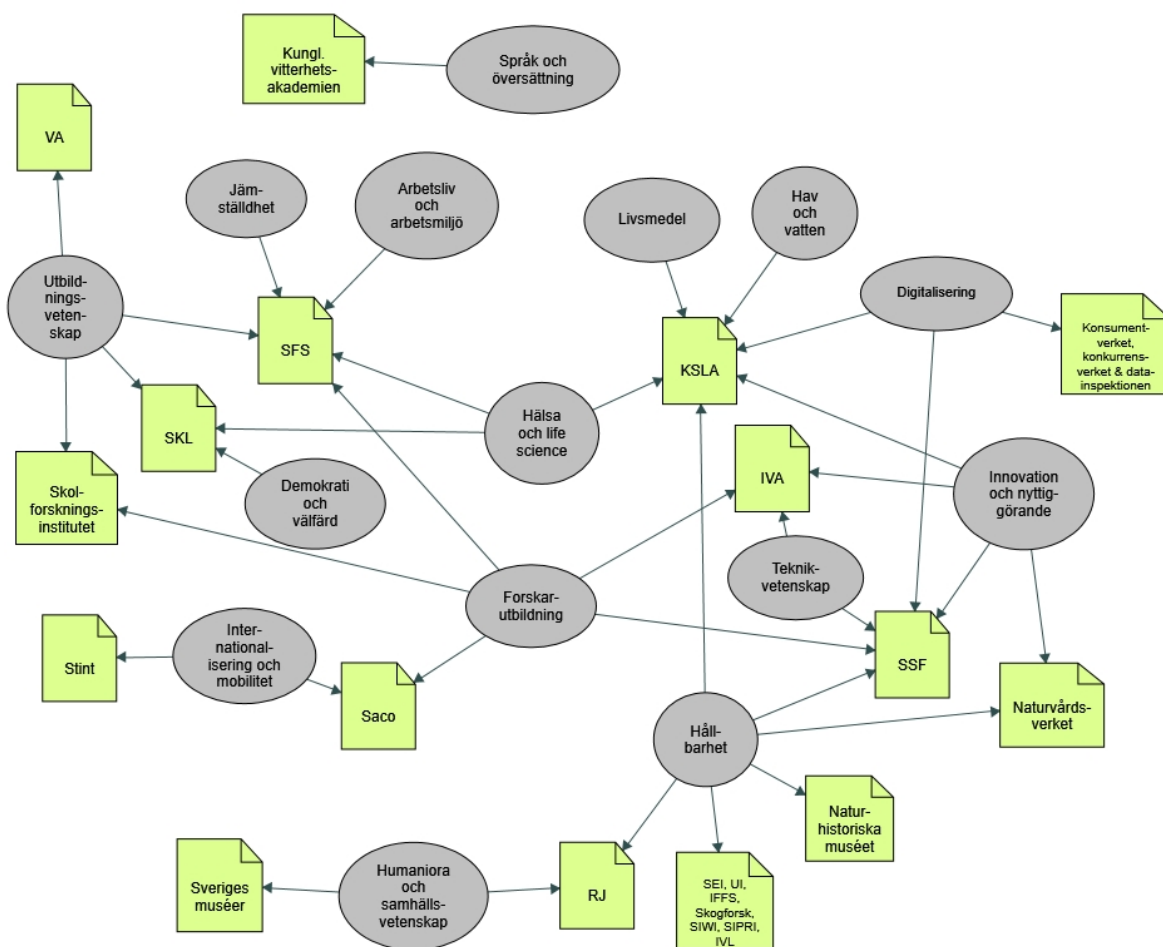 Kungl.
vitterhets-
akademien
Språk och
översättning
VA
Jäm-
ställdhet
Arbetsliv
och
arbetsmiljö
Livsmedel
Hav
och
vatten
Utbild-
nings-
veten-
skap
Digitalisering
SFS
KSLA
Konsument-
verket,
konkurrens-
verket & data-
inspektionen
SKL
Hälsa
och life
science
Skol-
forsknings-
institutet
Demokrati
och
välfärd
IVA
Innovation
och nyttig-
görande
Teknik-
vetenskap
Forskar-
utbildning
Stint
Inter-
nationali-
isering och
mobilitet
Saco
SSF
Håll-
barhet
Naturvårds-
verket
Natur-
historiska
muséet
Sveriges
muséer
Humaniora
och
samhälls-
vetenskap
RJ
SEI, UI,
IFFS,
Skogforsk,
SIWI, SIPRI,
IVL